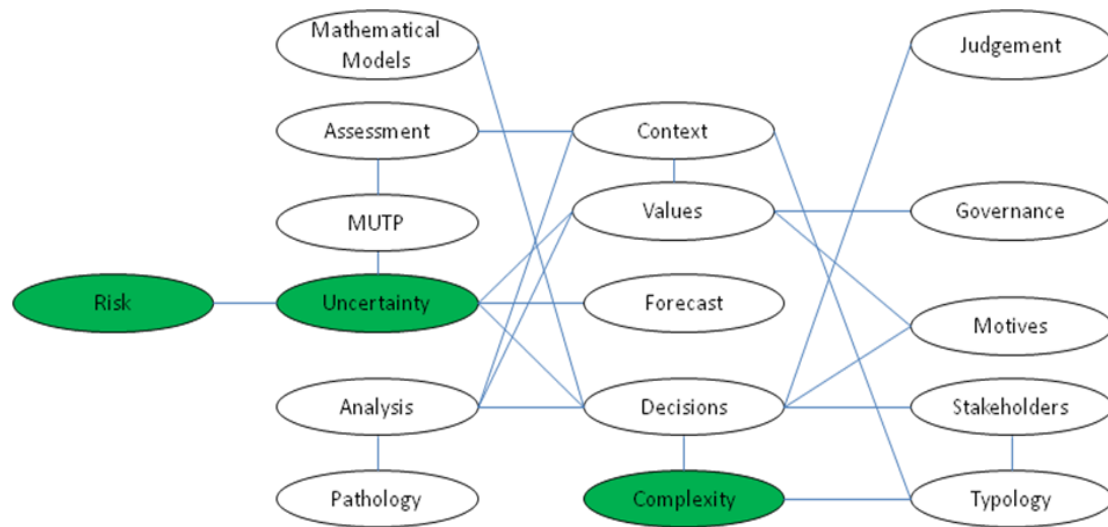 Mathematical
Models
Judgement
Assessment
Context
MUTP
Values
Governance
Risk
Uncertainty
Forecast
Motives
Analysis
Decisions
Stakeholders
Pathology
Complexity
Typology